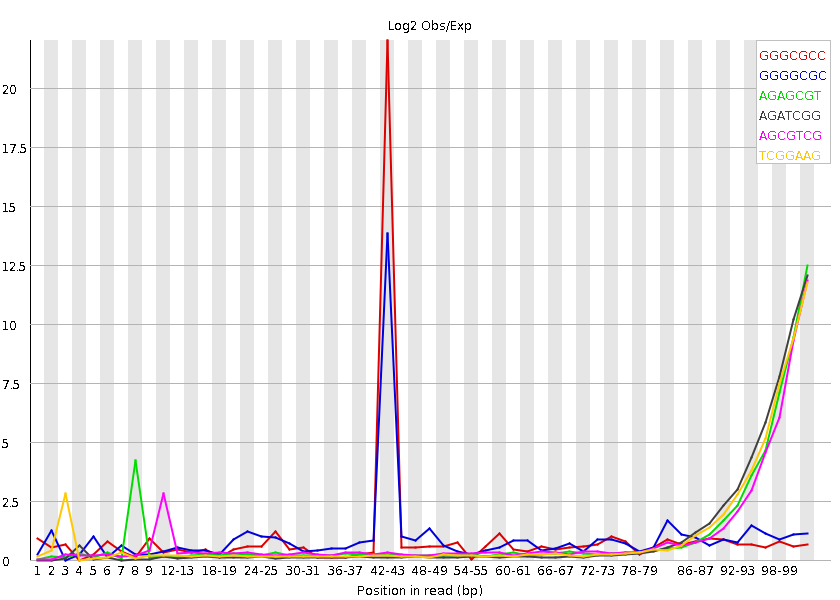 Log2 Obs/Exp
GGGCGCC
GGGGCGC
AGAGCGT
AGATCGG
AGCGTCG
TCGGAAG
20
17.5
15
12.5
10
7.5
5
2.5
0
1 2 3 4 5 6 7 8 9 12-13 18-19 24-25 30-31 36-37 42-43 48-49 54-55 60-61 66-67 72-73 78-79 86-87 92-93 98-99
Position in read (bp)